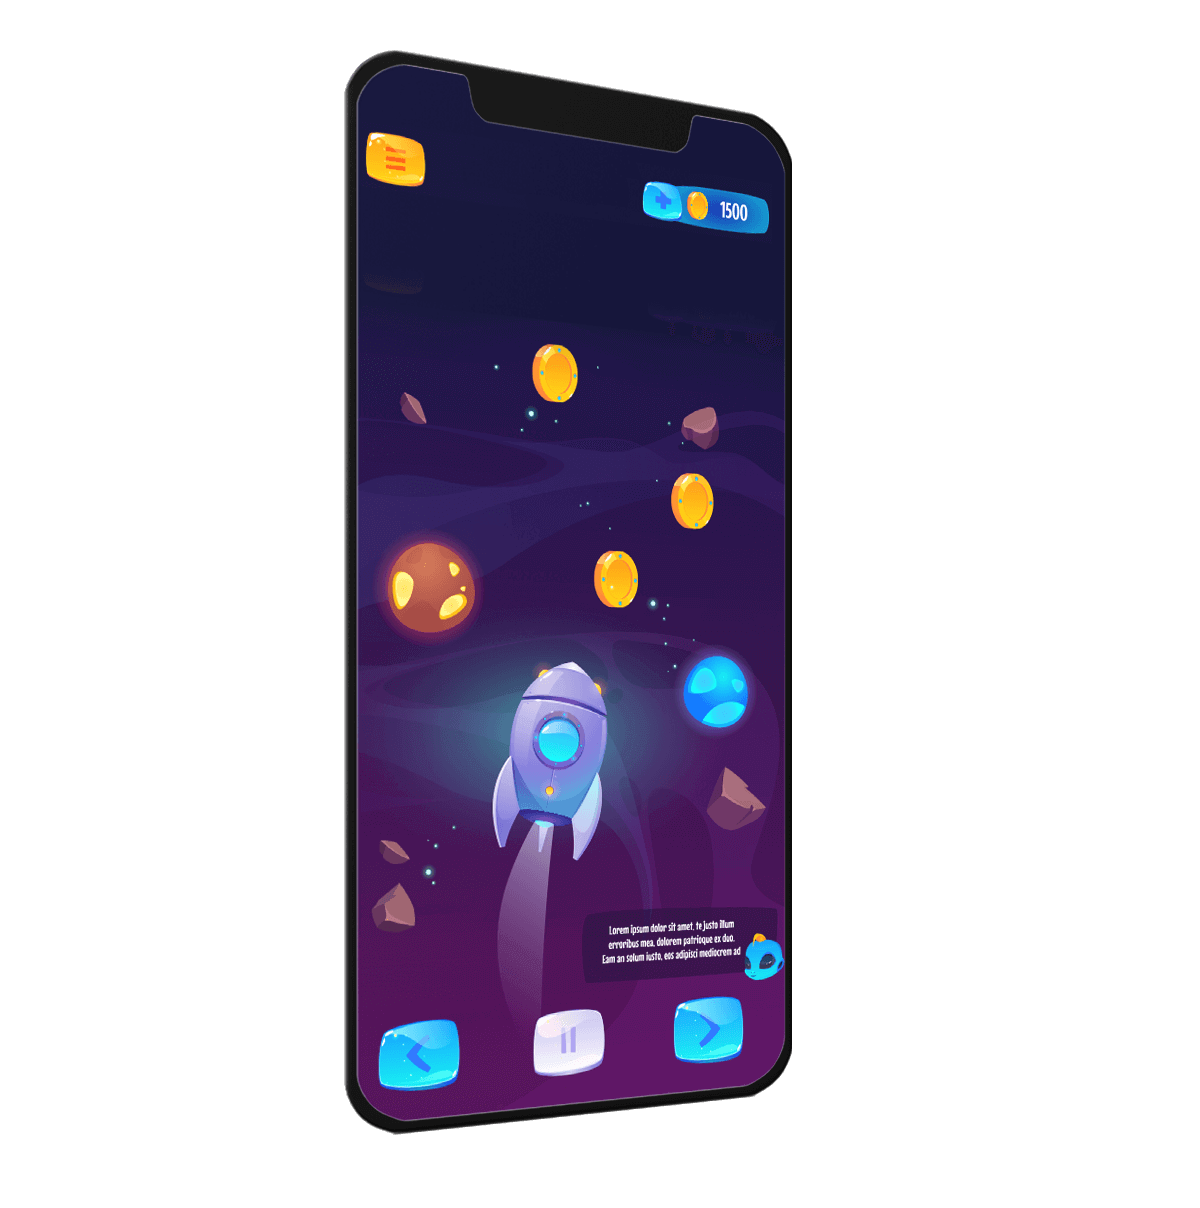 1500
Lorem ipsum dolor sit amet, te justo illum
erroribus mea, dolorem patrioque ex duo.
Eam an solum iusto, eos adipisci mediocrem ad